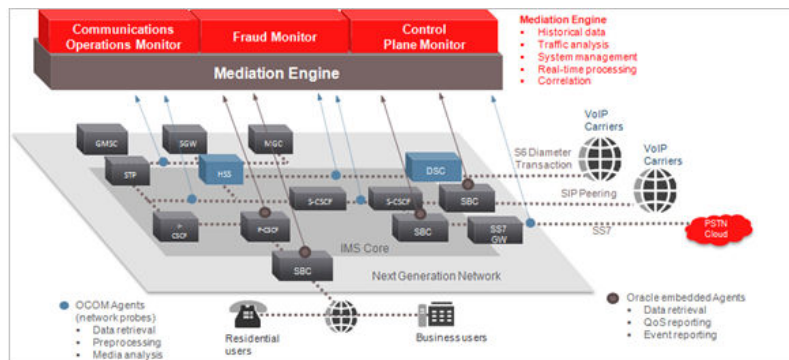 Communications
Operations Monitor
Fraud Monitor
Control
Plane Monitor
Mediation Engine
Mediation Engine
• Historical data
• Traffic analysis
• System management
• Real-time processing
• Correlation
VoIP
Carriers
VoIP
Carriers
GMSC
SGW
MGC
S6 Diameter
Transaction
STP
HSS
DSC
S-CSCF
S-CSCF
SBC
SIP Peering
I-
CSCF
P-CSCF
SBC
SS7
GW
SS7
PSTN
Cloud
IMS Core
SBC
Next Generation Network
OCOM Agents
(network probes)
• Data retrieval
• Preprocessing
• Media analysis
Residential
users
Business users
Oracle embedded Agents
• Data retrieval
• QoS reporting
• Event reporting